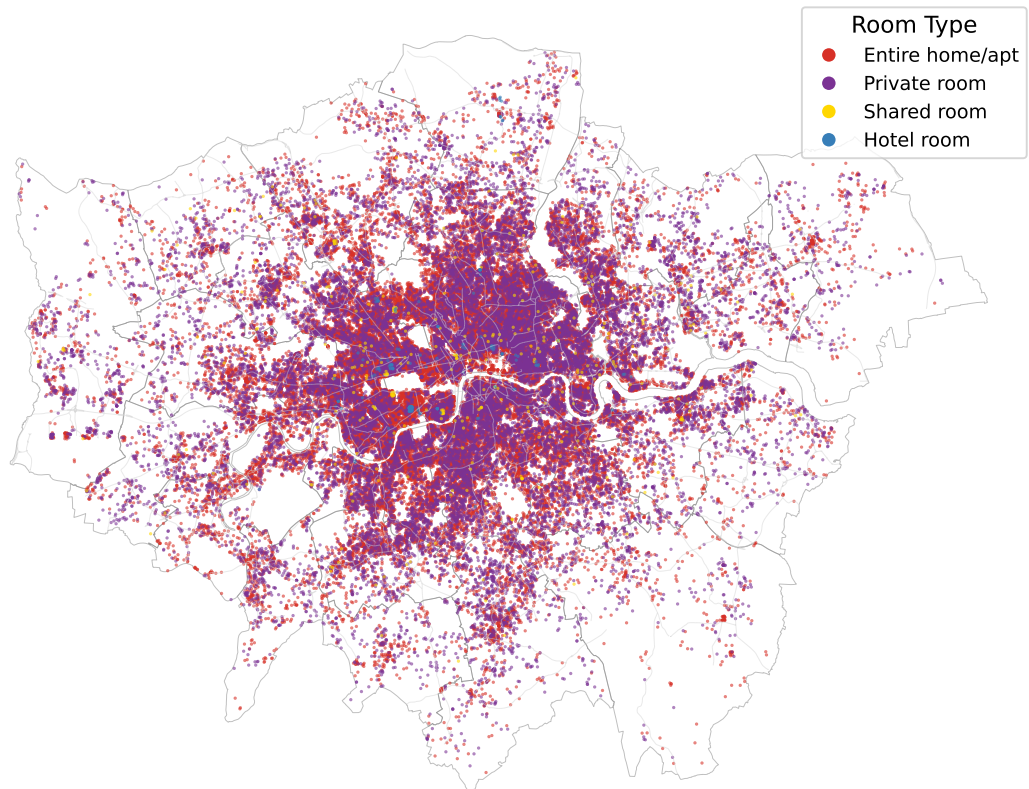 Room Type
Entire home/apt
Private room
Shared room
Hotel room